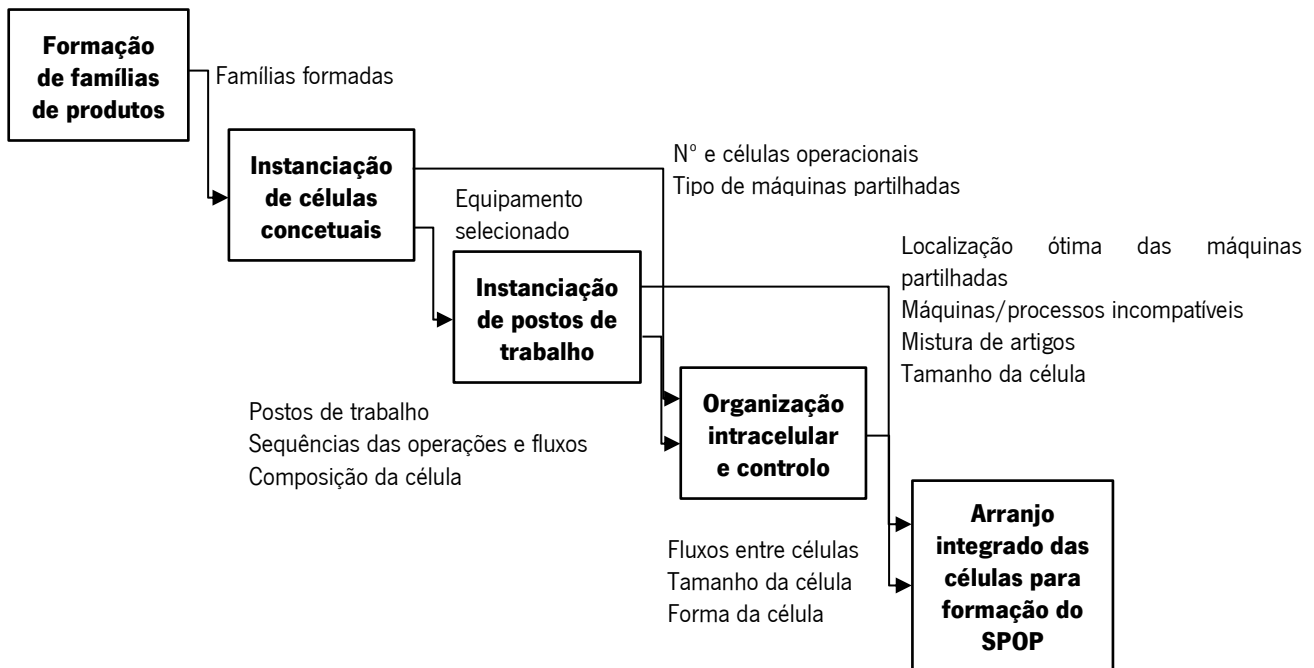 Formação
de famílias
de produtos
Famílias formadas
Instanciação
de células
concetuais
Nº e células operacionais
Tipo de máquinas partilhadas
Equipamento
selecionado
Instanciação
de postos de
trabalho
Localização ótima das máquinas
partilhadas
Máquinas/processos incompatíveis
Mistura de artigos
Tamanho da célula
Postos de trabalho
Sequências das operações e fluxos
Composição da célula
Organização
intracelular
e controlo
Fluxos entre células
Tamanho da célula
Forma da célula
Arranjo
integrado das
células para
formação do
SPOP